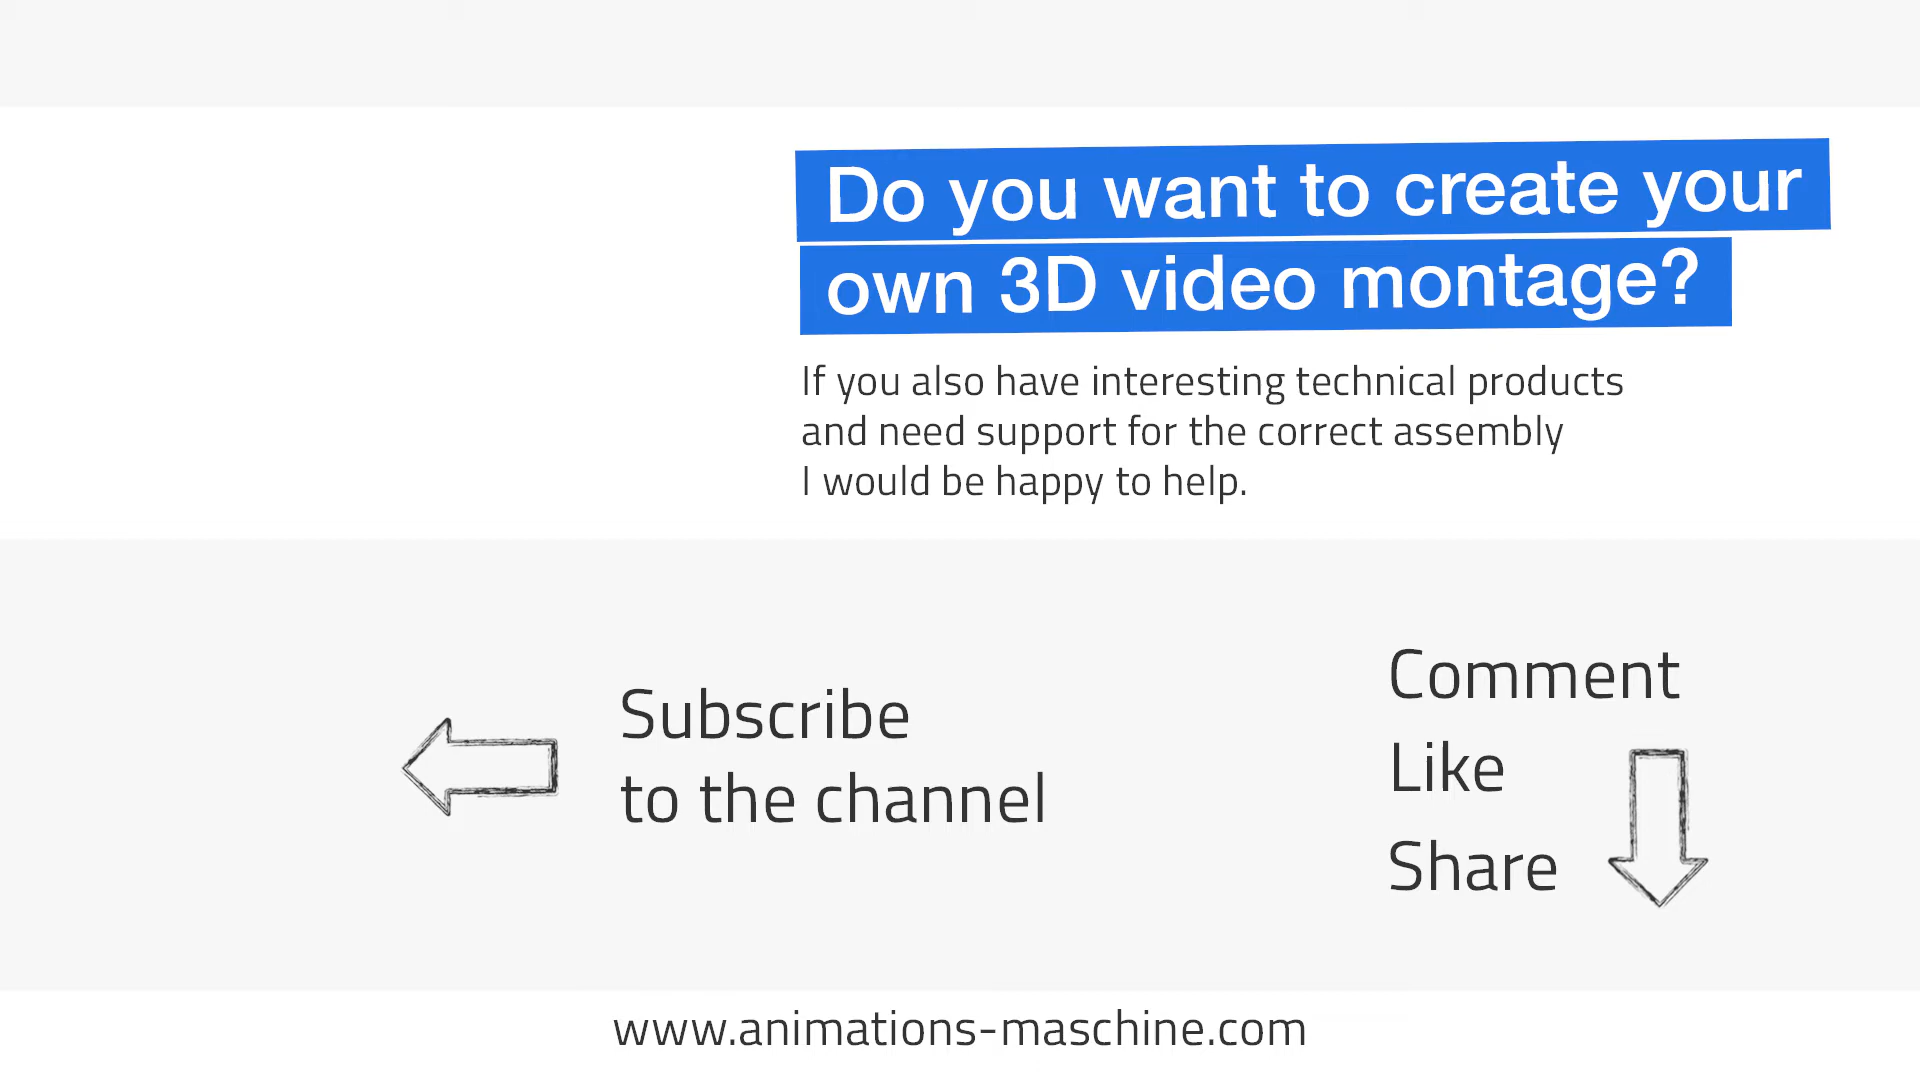 Do you want to create your
own 3D video montage?
If you also have interesting technical products
and need support for the correct assembly
I would be happy to help.
Subscribe
to the channel
Comment
Like
Share
www.animations-maschine.com